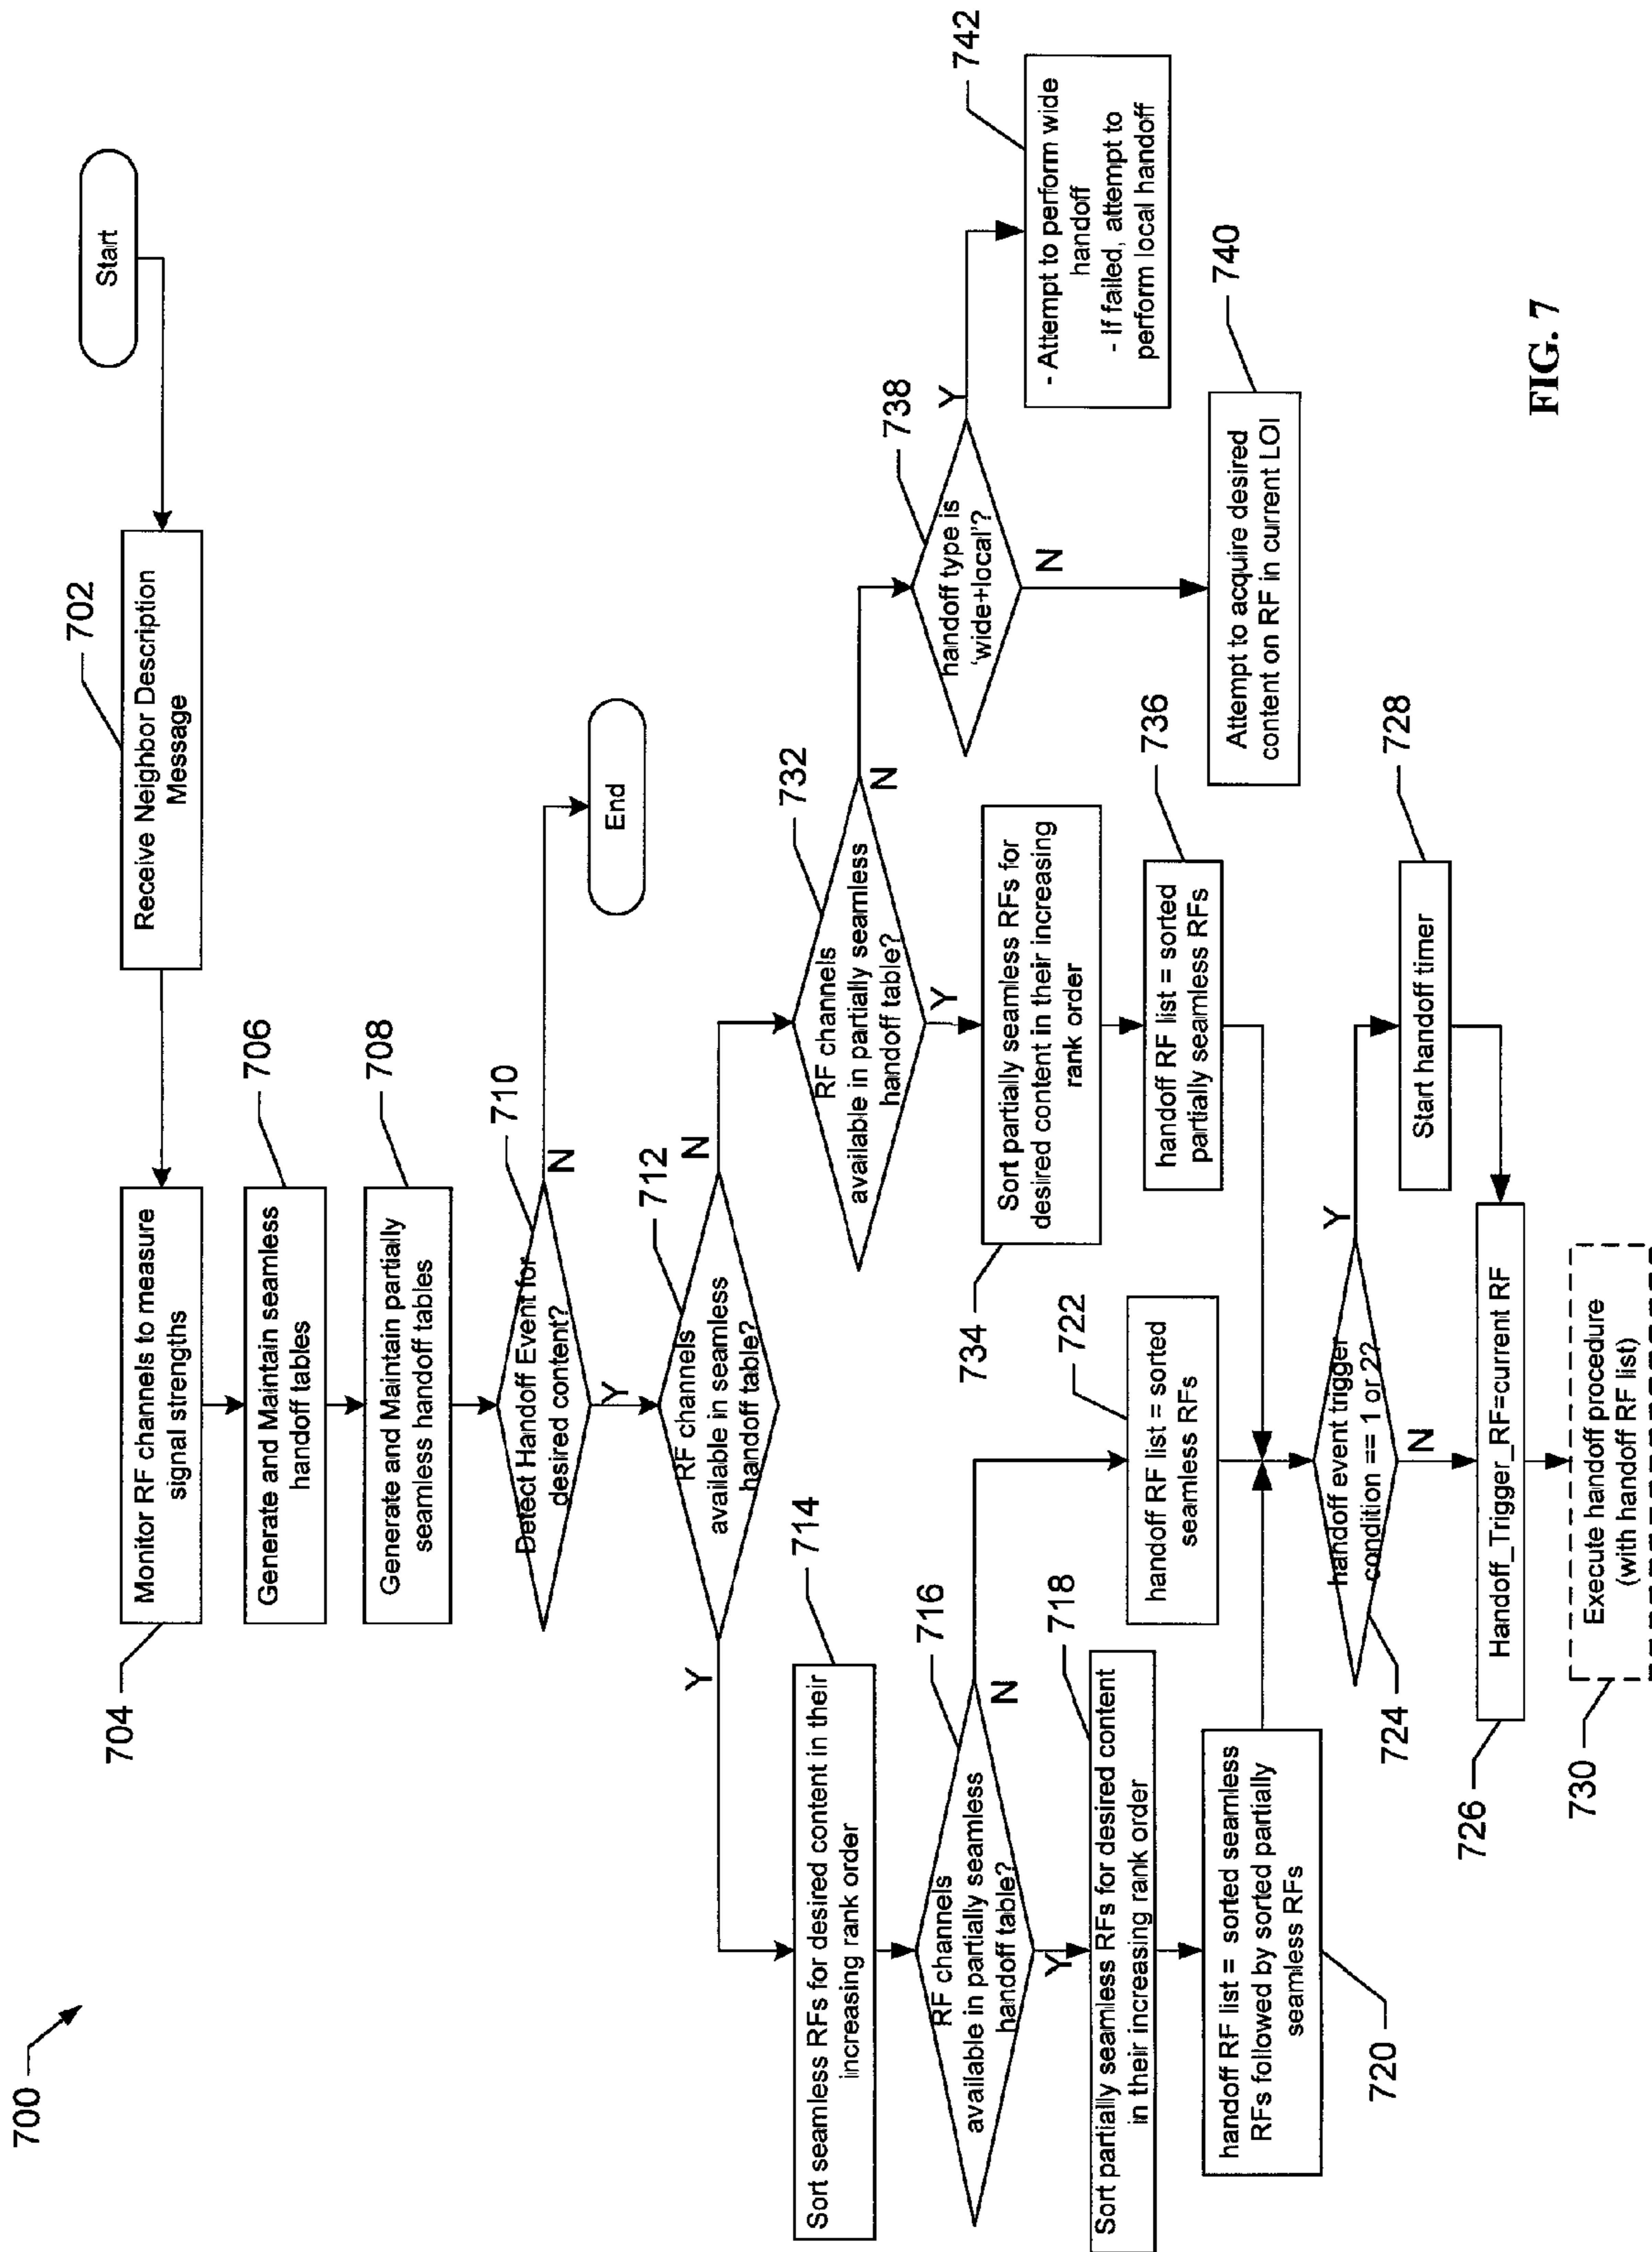 700
Start
702
Receive Neighbor Description
Message
704
Monitor RF channels to measure
signal strengths
706
Generate and Maintain seamless
handoff tables
708
Generate and Maintain partially
seamless handoff tables
710
Detect Handoff Event for
desired content?
N
End
Y
712
RF channels
available in seamless
handoff table?
Y
N
714
Sort seamless RFs for desired content in their
increasing rank order
716
RF channels
available in partially seamless
handoff table?
N
Y
718
Sort partially seamless RFs for desired content
in their increasing rank order
720
handoff RF list = sorted seamless
RFs followed by sorted partially
seamless RFs
722
handoff RF list = sorted
seamless RFs
732
RF channels
available in partially seamless
handoff table?
N
Y
734
Sort partially seamless RFs for
desired content in their increasing
rank order
736
handoff RF list = sorted
partially seamless RFs
738
handoff type is
'wide+local'?
Y
N
742
- Attempt to perform wide
handoff
- If failed, attempt to
perform local handoff
740
Attempt to acquire desired
content on RF in current LOI
724
handoff event trigger
condition == 1 or 2?
Y
N
728
Start handoff timer
726
Handoff_Trigger_RF=current RF
730
Execute handoff procedure
(with handoff RF list)
FIG. 7